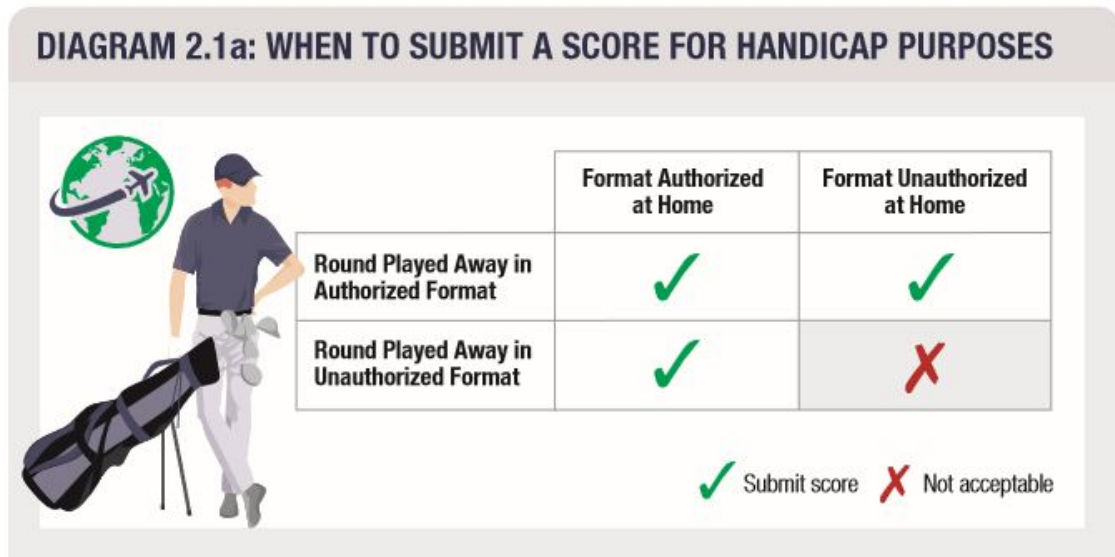 DIAGRAM 2.1a: WHEN TO SUBMIT A SCORE FOR HANDICAP PURPOSES
Format Authorized
at Home
Format Unauthorized
at Home
Round Played Away in
Authorized Format
Round Played Away in
Unauthorized Format
Submit score
Not acceptable